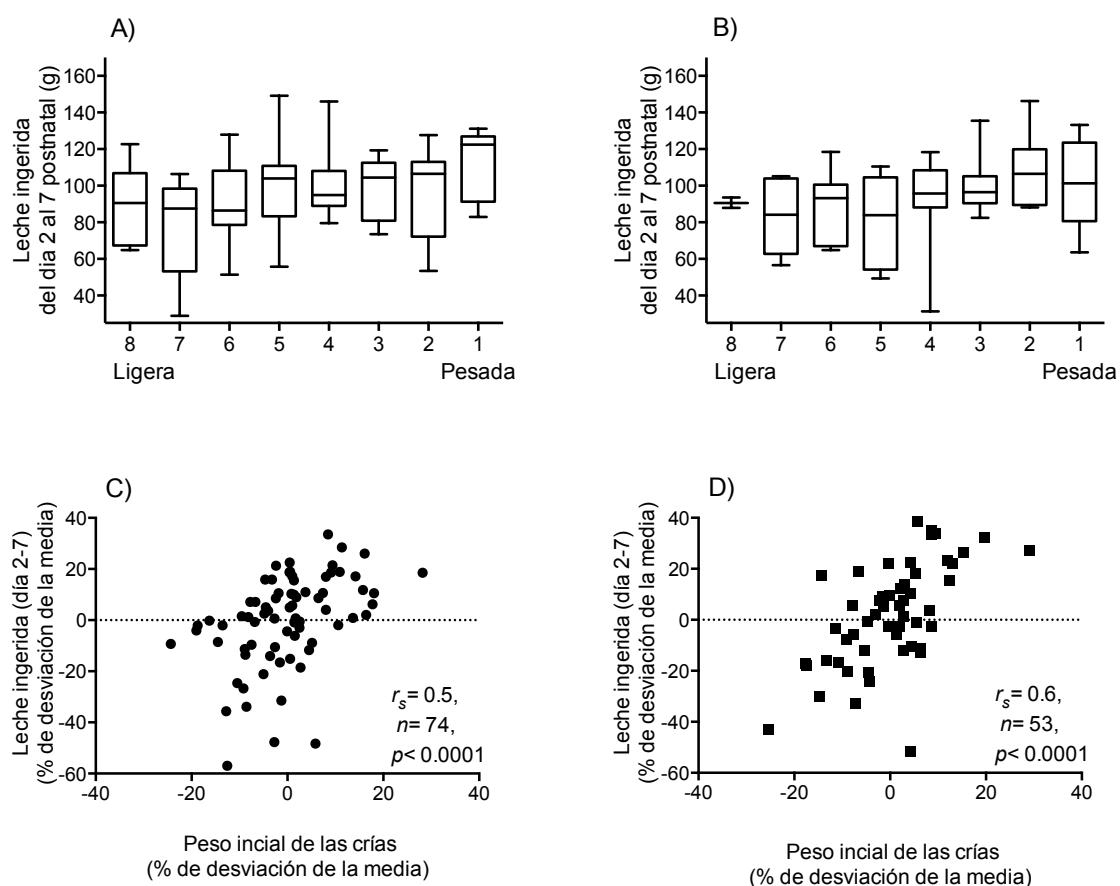 A)
Leche ingerida
del dia 2 al 7 postnatal (g)
160
140
120
100
80
60
40
8 7 6 5 4 3 2 1
Ligera Pesada
B)
Leche ingerida
del dia 2 al 7 postnatal (g)
160
140
120
100
80
60
40
8 7 6 5 4 3 2 1
Ligera Pesada
C)
Leche ingerida (día 2-7)
(% de desviación de la media)
40
20
0
-20
-40
-60
-40 -20 0 20 40
rs= 0.5,
n= 74,
p< 0.0001
Peso incial de las crías
(% de desviación de la media)
D)
Leche ingerida (día 2-7)
(% de desviación de la media)
40
20
0
-20
-40
-60
-40 -20 0 20 40
rs= 0.6,
n= 53,
p< 0.0001
Peso incial de las crías
(% de desviación de la media)